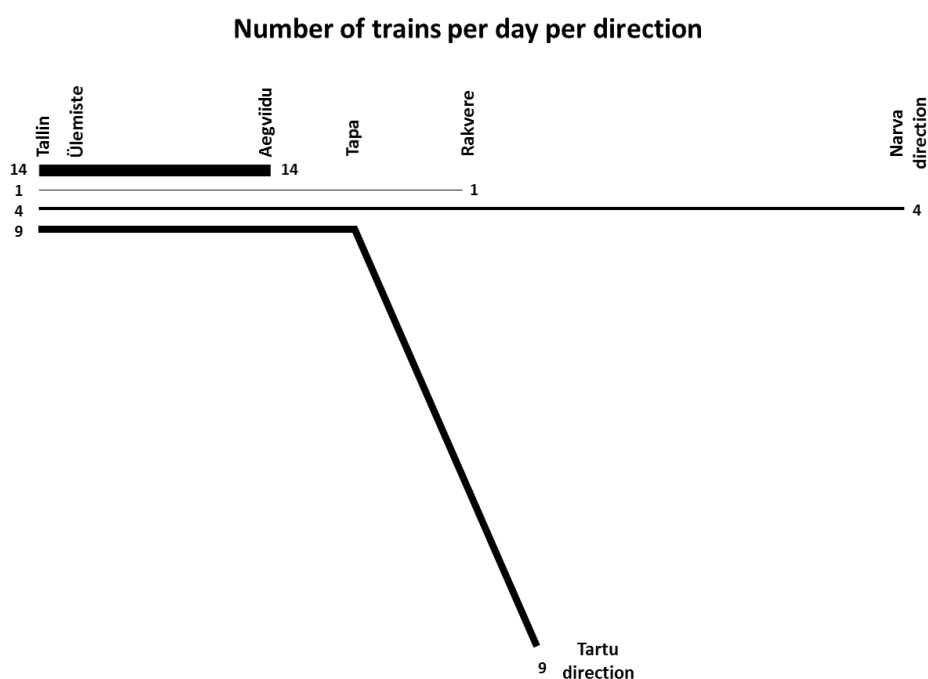 Number of trains per day per direction
Tallin
Ülemiste
Aegviidu
Tapa
Rakvere
Narva
direction
14 14
1 1
4 4
9
9
Tartu
direction